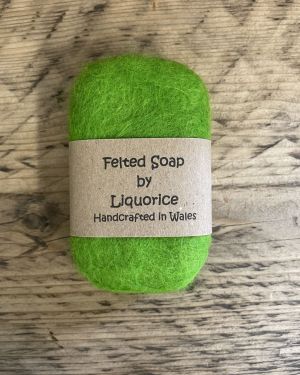 Felted Soap
by
Liquorice
Handcrafted in Wales